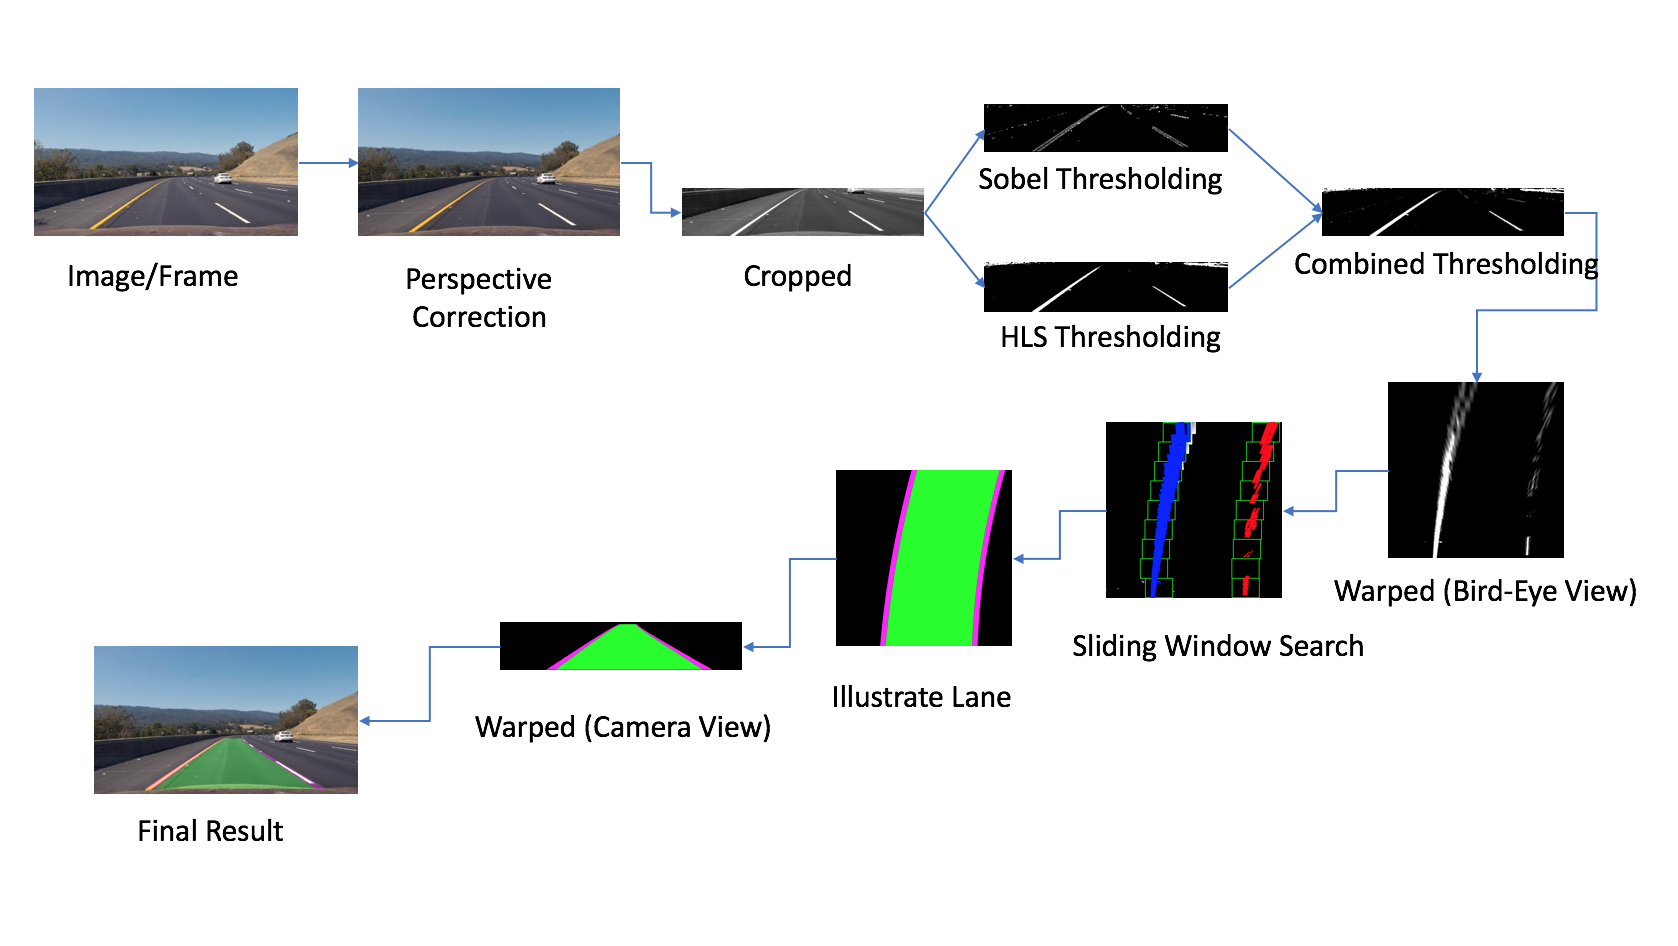 Image/Frame
Perspective
Correction
Cropped
Sobel Thresholding
HLS Thresholding
Combined Thresholding
Warped (Bird-Eye View)
Sliding Window Search
Illustrate Lane
Warped (Camera View)
Final Result